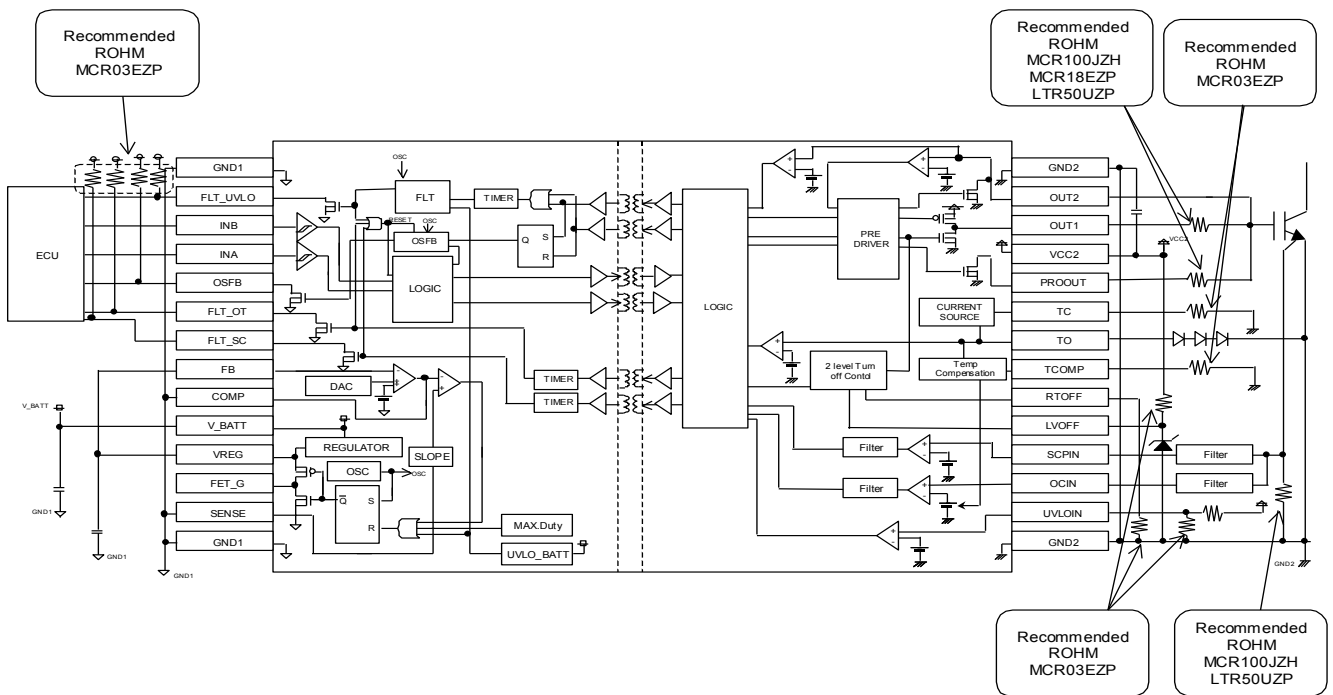 Recommended
ROHM
MCR03EZP
Recommended
ROHM
MCR100JZH
MCR18EZP
LTR50UZP
Recommended
ROHM
MCR03EZP
ECU
GND1
FLT_UVLO
INB
INA
OSFB
FLT_OT
FLT_SC
FB
COMP
V_BATT
VREG
FET_G
SENSE
GND1
V_BATT
GND1
GND1
GND1
OSC
FLT
TIMER
RESET
OSC
OSFB
LOGIC
Q
S
R
DAC
TIMER
TIMER
REGULATOR
SLOPE
OSC
OSC
Q
S
R
MAX.Duty
UVLO_BATT
LOGIC
PRE
DRIVER
CURRENT
SOURCE
2 level Turn
off Contol
Temp
Compensation
Filter
Filter
GND2
OUT2
OUT1
VCC2
PROOUT
TC
TO
TCOMP
RTOFF
LVOFF
SCPIN
OCIN
UVLOIN
GND2
VCC2
Filter
Filter
GND2
Recommended
ROHM
MCR03EZP
Recommended
ROHM
MCR100JZH
LTR50UZP